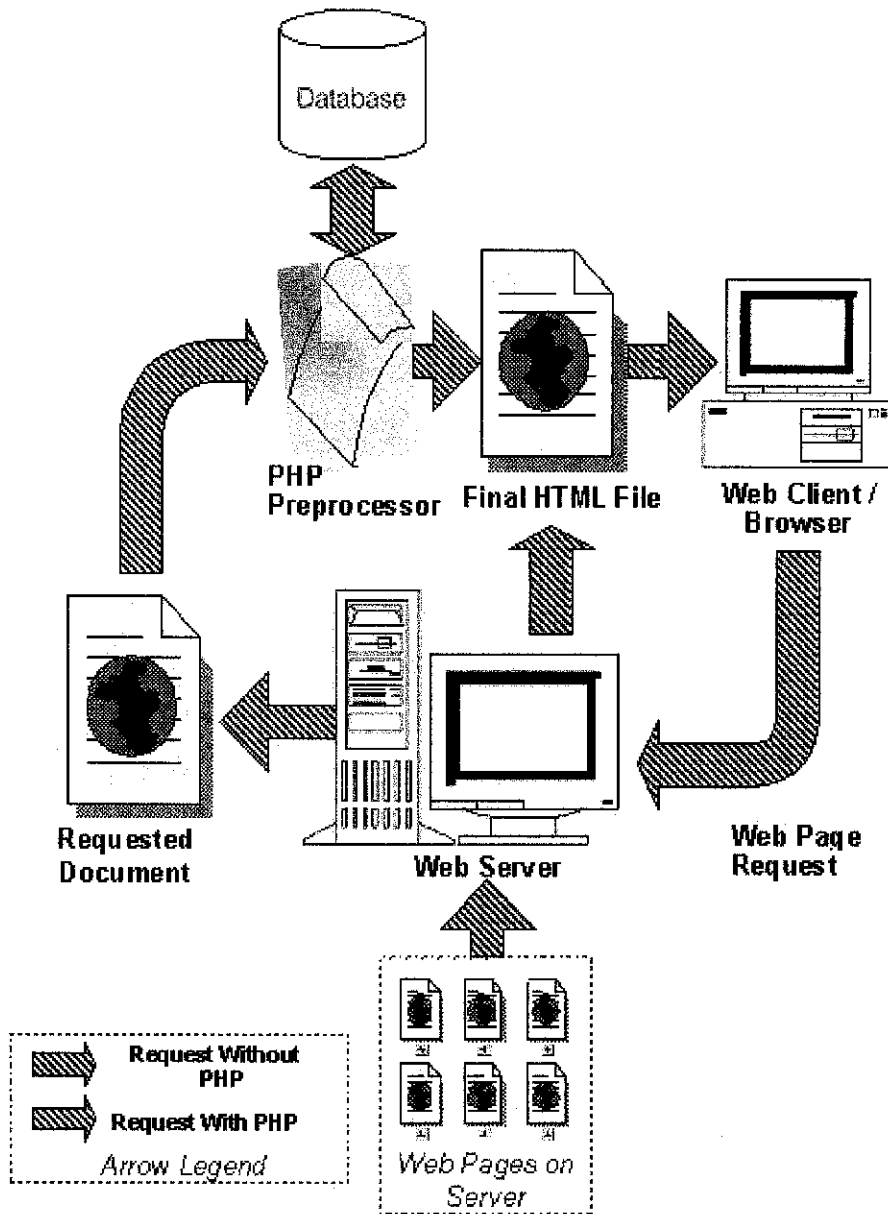 Database
PHP
Preprocessor
Final HTML File
Web Client /
Browser
Requested
Document
Web Server
Web Page
Request
Request Without
PHP
Request With PHP
Arrow Legend
Web Pages on
Server